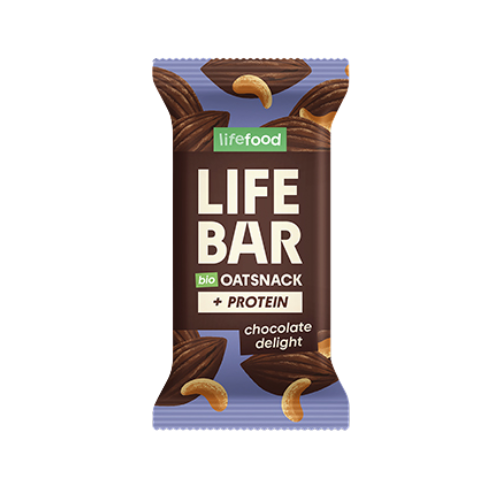 lifefood
LIFE
BAR
bio OATSNACK
+ PROTEIN
chocolate
delight